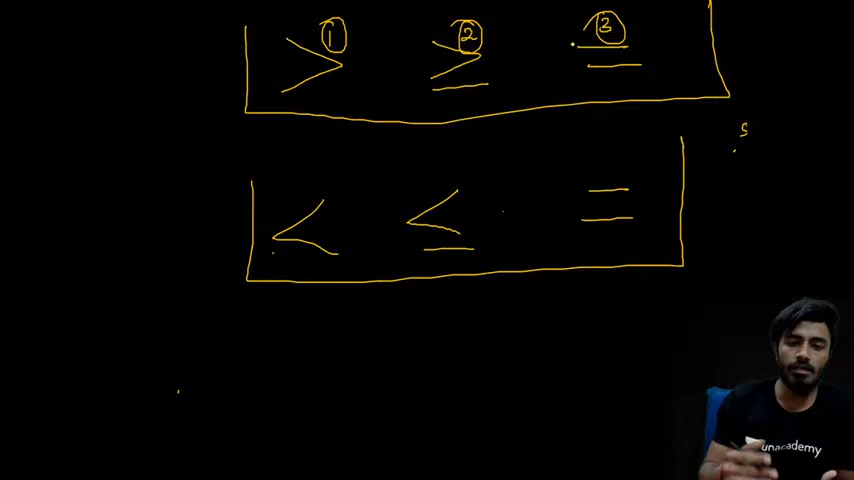 1 2 3
> ≥ =
< ≤ =
unacademy